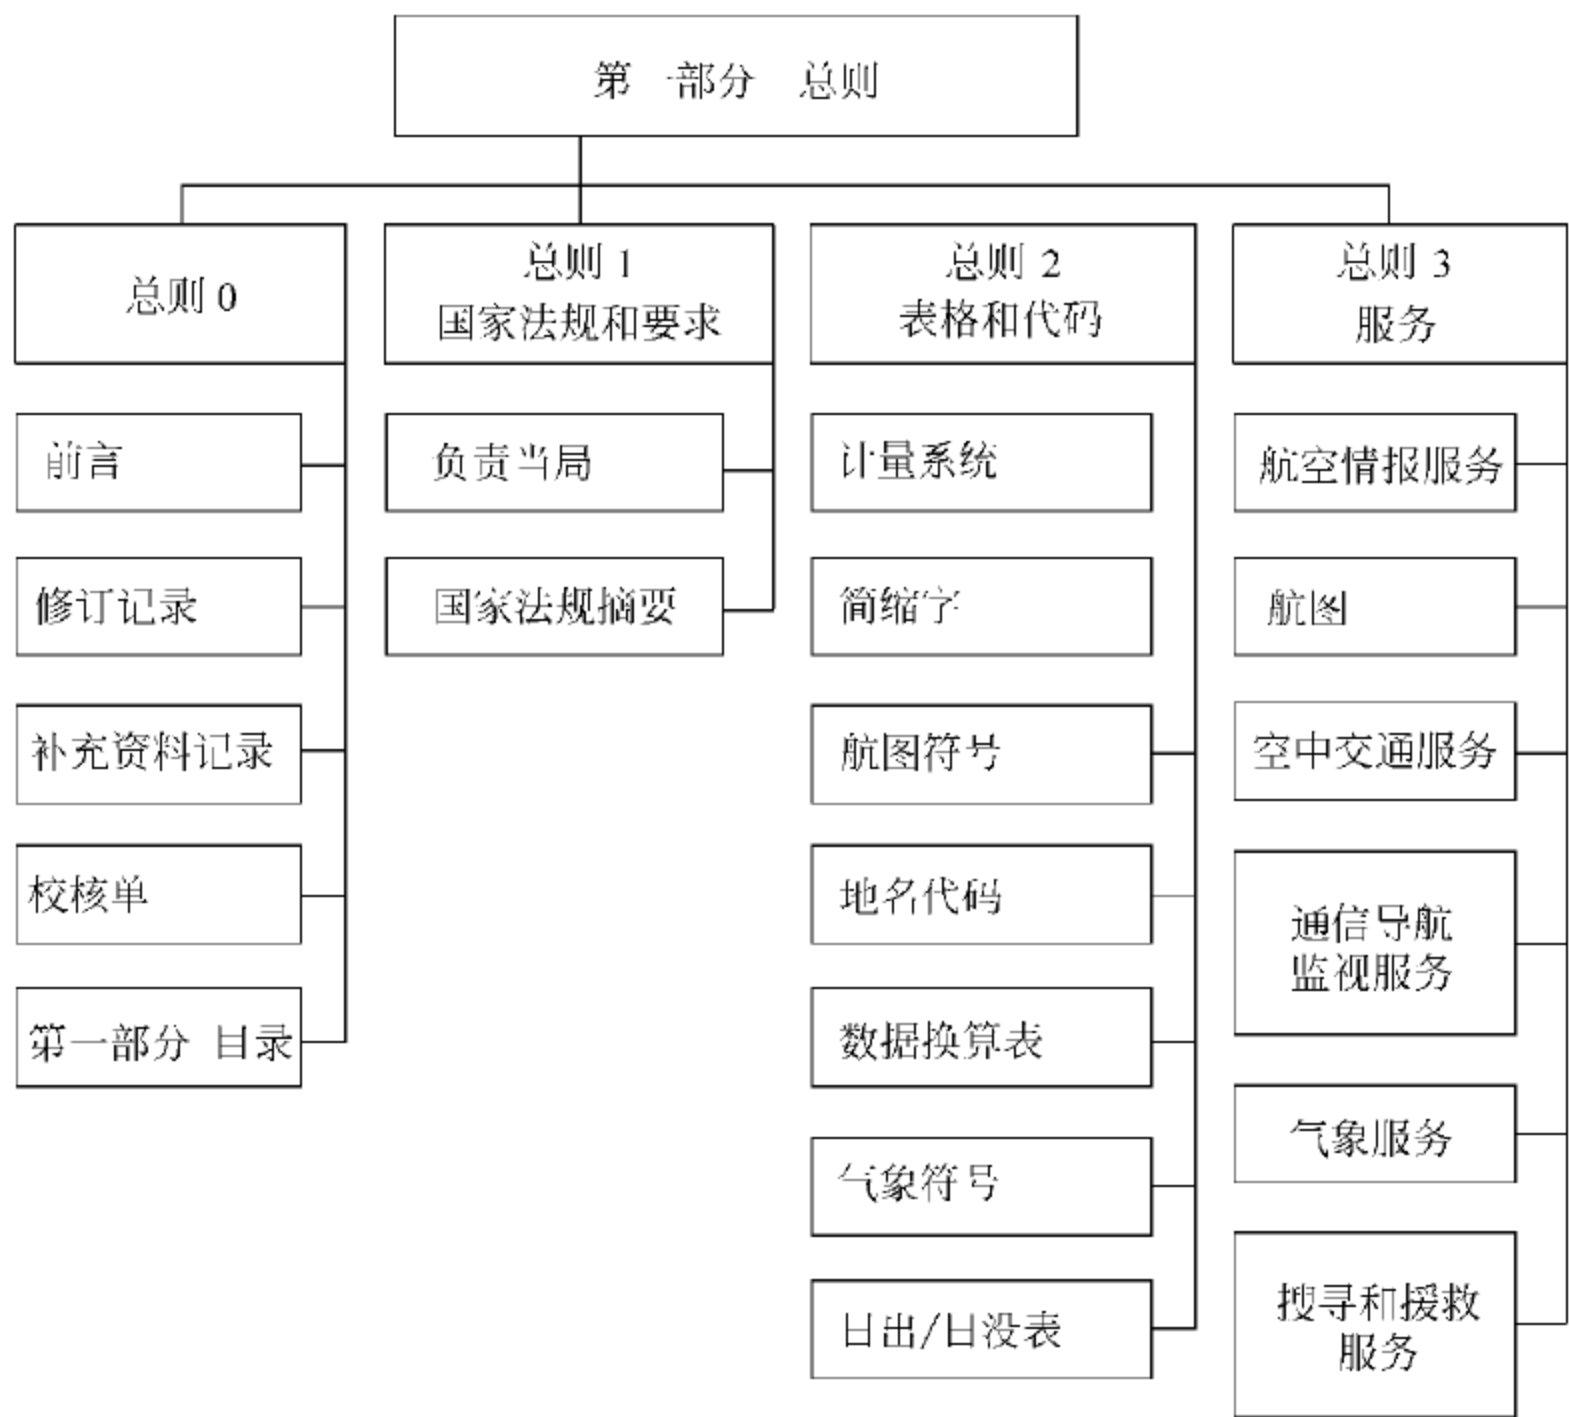 第一部分 总则
总则 0
前言
修订记录
补充资料记录
校核单
第一部分 目录
总则 1
国家法规和要求
负责当局
国家法规摘要
总则 2
表格和代码
计量系统
简缩字
航图符号
地名代码
数据换算表
气象符号
日出/日没表
总则 3
服务
航空情报服务
航图
空中交通服务
通信导航
监视服务
气象服务
搜寻和援救
服务